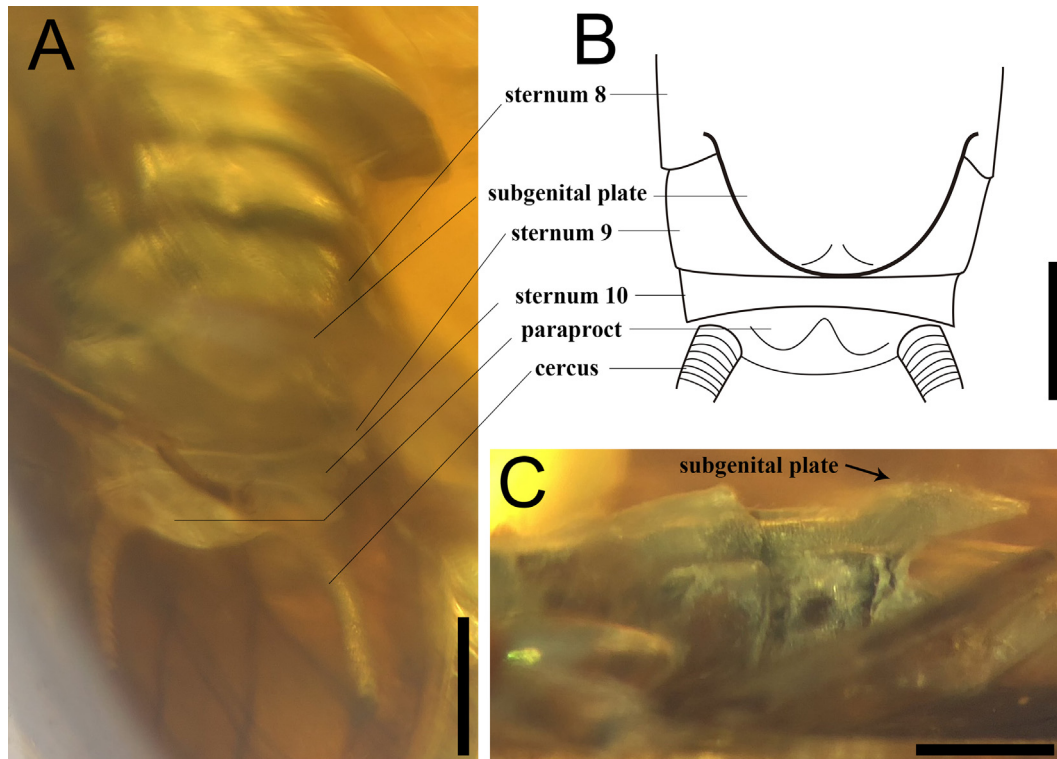 A
B
sternum 8
subgenital plate
sternum 9
sternum 10
paraproct
cercus
C
subgenital plate